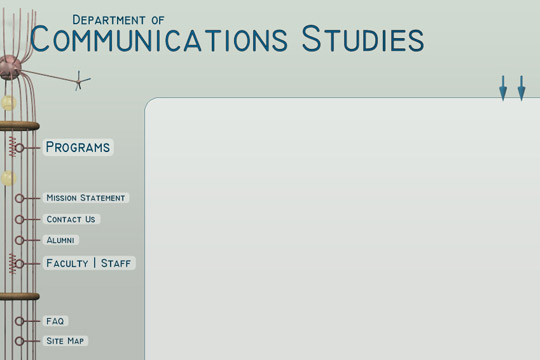 Department of
Communications Studies
Programs
Mission Statement
Contact Us
Alumni
Faculty | Staff
FAQ
Site Map